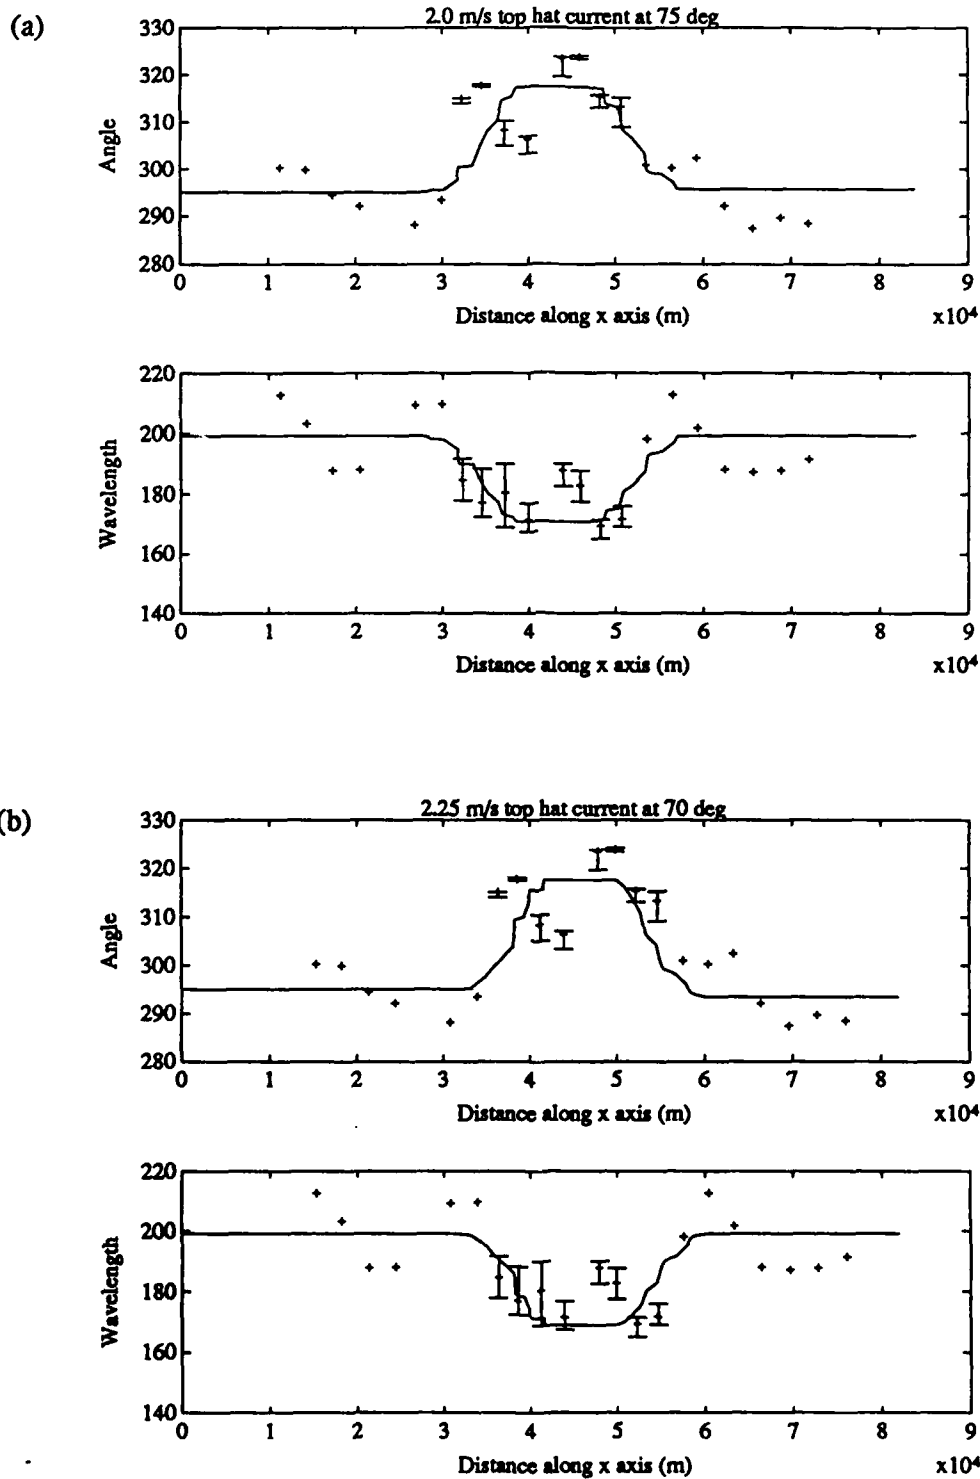 (a)
2.0 m/s top hat current at 75 deg
330
320
310
300
290
280
Angle
0 1 2 3 4 5 6 7 8 9
Distance along x axis (m)
x10⁴
220
200
180
160
140
Wavelength
0 1 2 3 4 5 6 7 8 9
Distance along x axis (m)
x10⁴
(b)
2.25 m/s top hat current at 70 deg
330
320
310
300
290
280
Angle
0 1 2 3 4 5 6 7 8 9
Distance along x axis (m)
x10⁴
220
200
180
160
140
Wavelength
0 1 2 3 4 5 6 7 8 9
Distance along x axis (m)
x10⁴